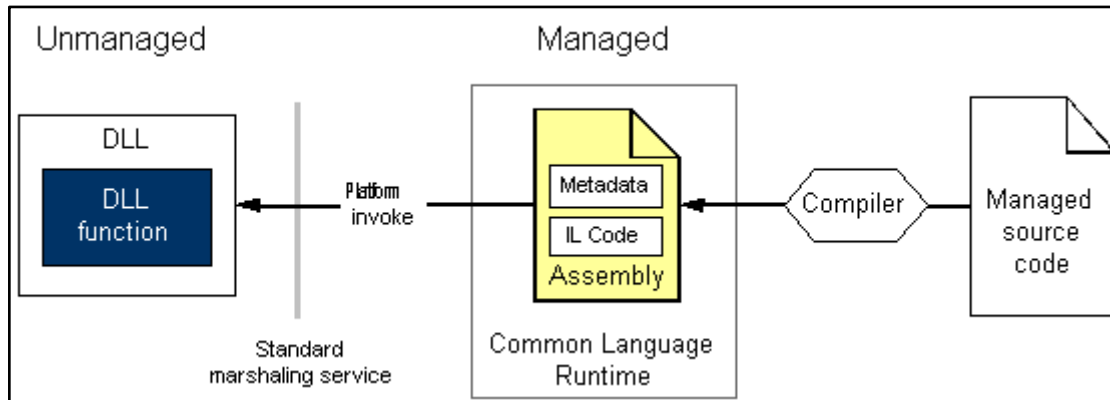 Unmanaged
Managed
DLL
DLL
function
Platform
invoke
Standard
marshaling service
Metadata
IL Code
Assembly
Common Language
Runtime
Compiler
Managed
source
code